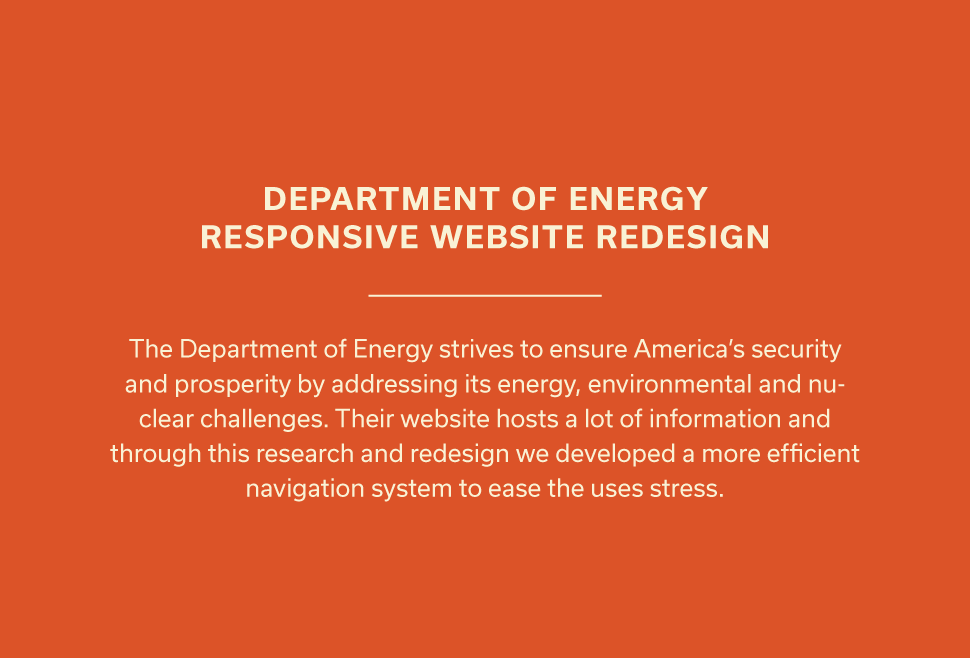 DEPARTMENT OF ENERGY
RESPONSIVE WEBSITE REDESIGN
The Department of Energy strives to ensure America’s security
and prosperity by addressing its energy, environmental and nu-
clear challenges. Their website hosts a lot of information and
through this research and redesign we developed a more efficient
navigation system to ease the uses stress.